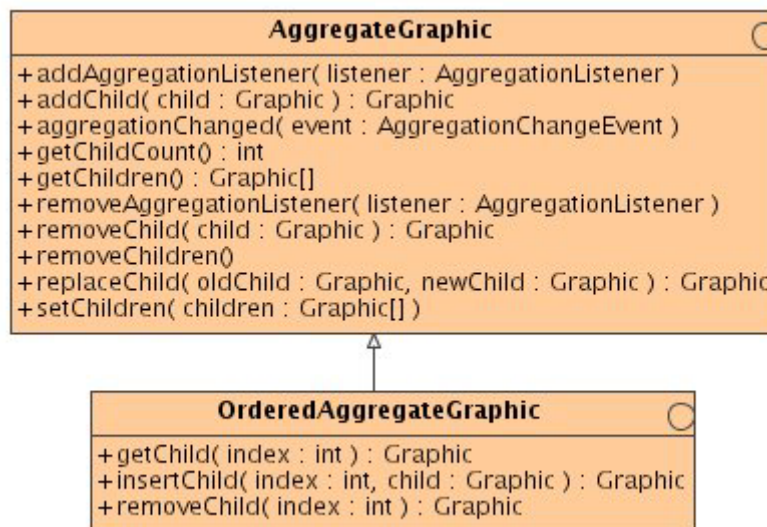 AggregateGraphic
+addAggregationListener( listener : AggregationListener )
+addChild( child : Graphic ) : Graphic
+aggregationChanged( event : AggregationChangeEvent )
+getChildCount() : int
+getChildren() : Graphic[]
+removeAggregationListener( listener : AggregationListener )
+removeChild( child : Graphic ) : Graphic
+removeChildren()
+replaceChild( oldChild : Graphic, newChild : Graphic ) : Graphic
+setChildren( children : Graphic[] )
OrderedAggregateGraphic
+getChild( index : int ) : Graphic
+insertChild( index : int, child : Graphic ) : Graphic
+removeChild( index : int ) : Graphic